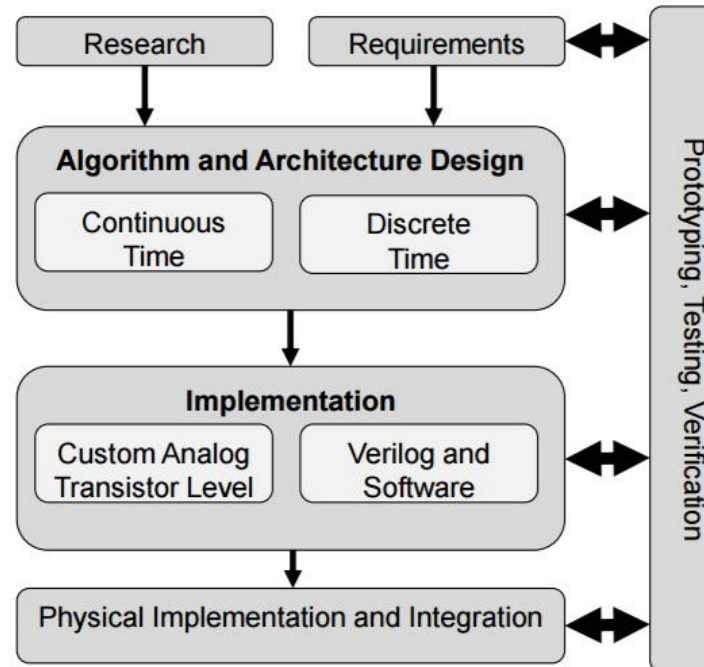 Research
Requirements
Algorithm and Architecture Design
Continuous
Time
Discrete
Time
Implementation
Custom Analog
Transistor Level
Verilog and
Software
Physical Implementation and Integration
Prototyping, Testing, Verification